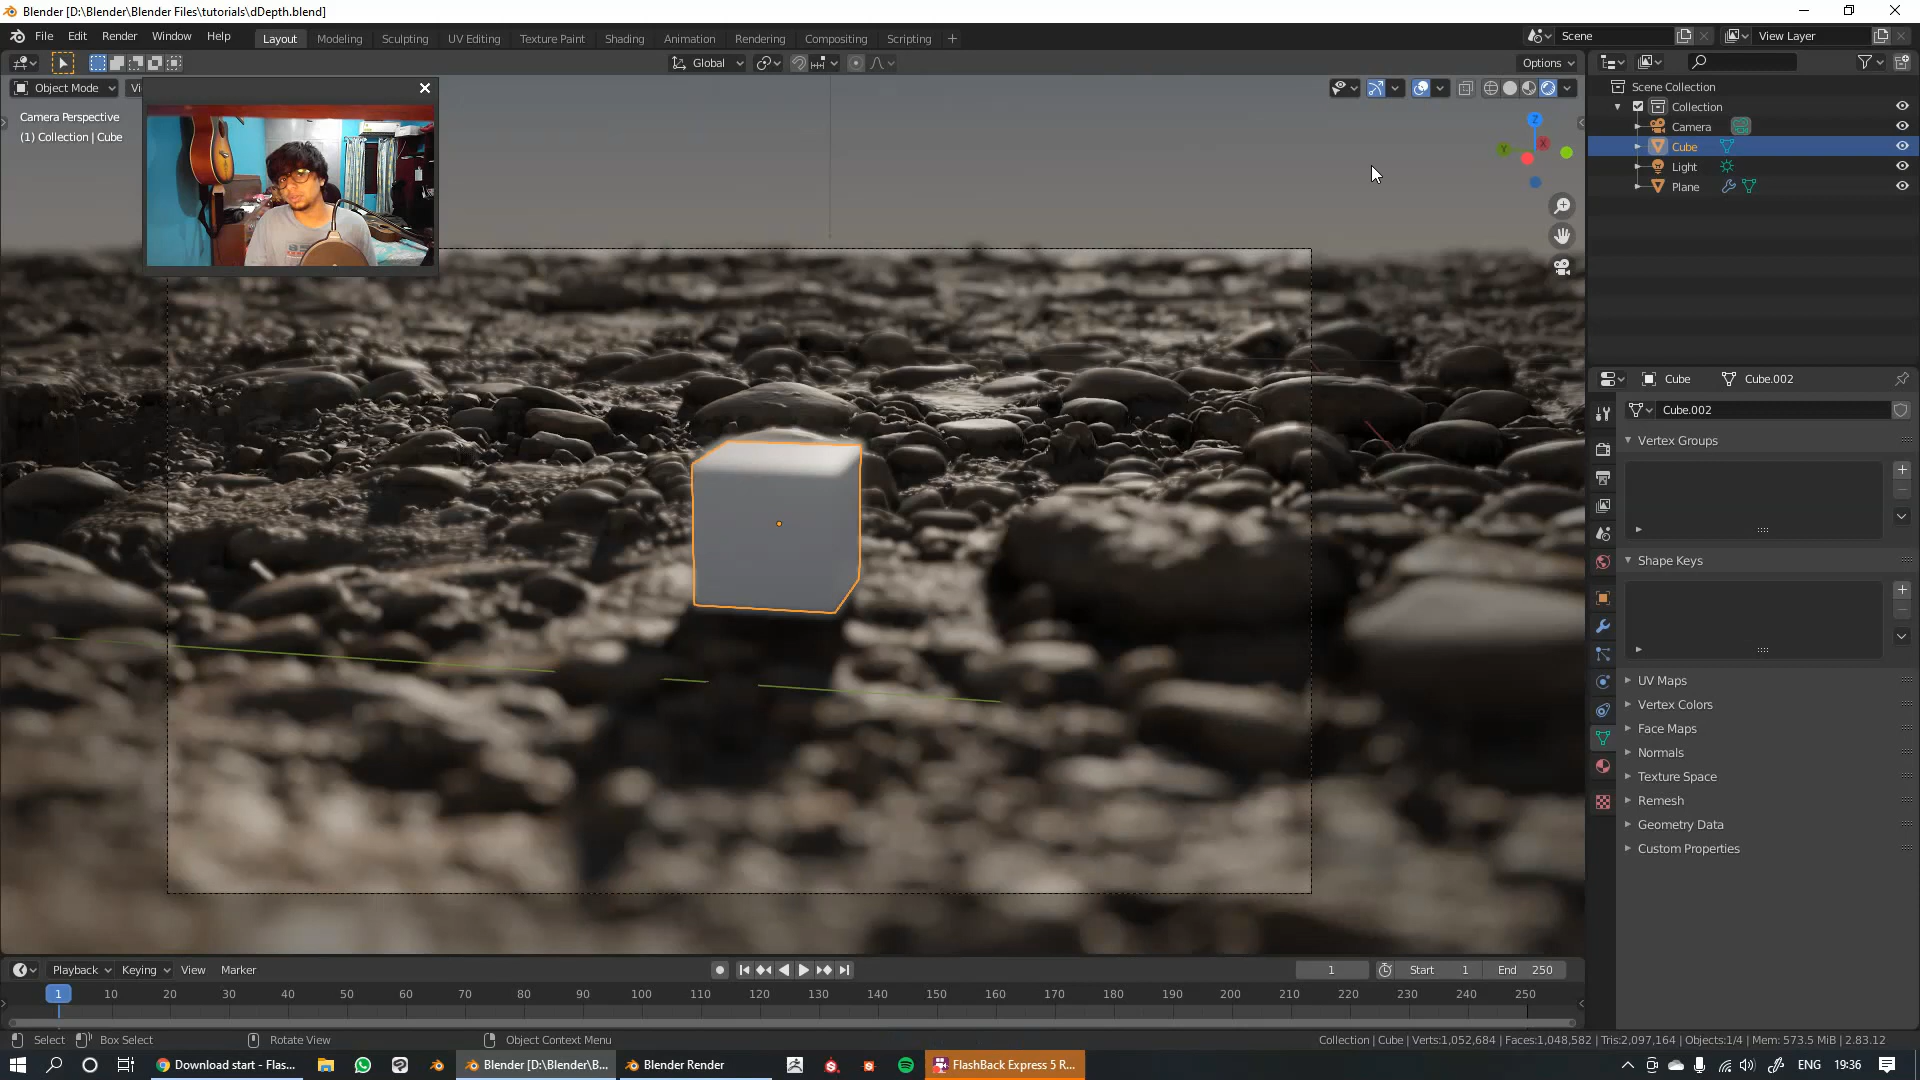 Blender [D:\Blender\Blender Files\tutorials\dDepth.blend]
File Edit Render Window Help
Layout Modeling Sculpting UV Editing Texture Paint Shading Animation Rendering Compositing Scripting +
Scene
View Layer
Global
Options
Object Mode
Vi
Camera Perspective
(1) Collection | Cube
Z
Y
X
Scene Collection
Collection
Camera
Cube
Light
Plane
Cube
Cube.002
Cube.002
Vertex Groups
Shape Keys
UV Maps
Vertex Colors
Face Maps
Normals
Texture Space
Remesh
Geometry Data
Custom Properties
Playback Keying View Marker
1
Start 1
End 250
1 10 20 30 40 50 60 70 80 90 100 110 120 130 140 150 160 170 180 190 200 210 220 230 240 250
Select Box Select Rotate View Object Context Menu
Collection | Cube | Verts:1,052,684 | Faces:1,048,582 | Tris:2,097,164 | Objects:1/4 | Mem: 573.5 MiB | 2.83.12
Download start - Flas...
Blender [D:\Blender\B...
Blender Render
FlashBack Express 5 R...
ENG
19:36